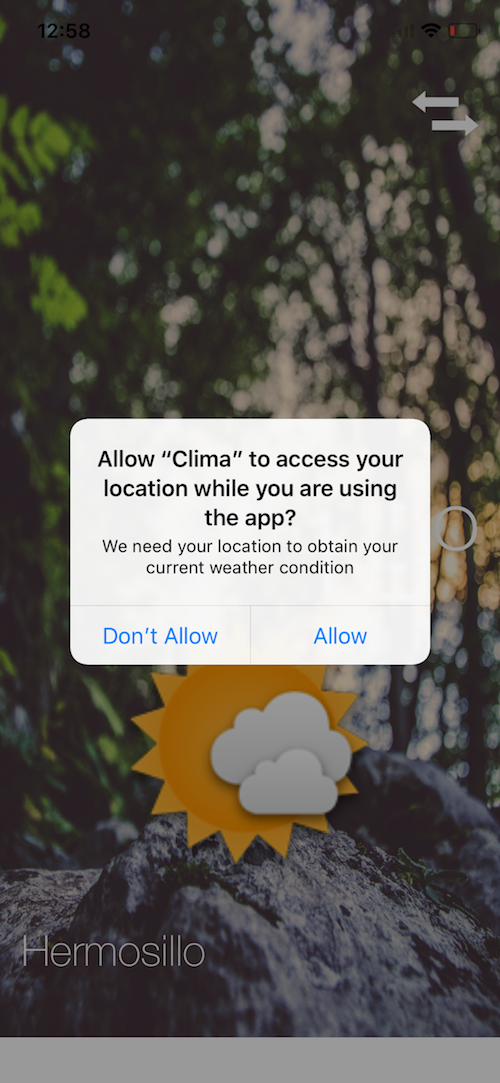 12:58
Allow “Clima” to access your
location while you are using
the app?
We need your location to obtain your
current weather condition
Don’t Allow
Allow
Hermosillo